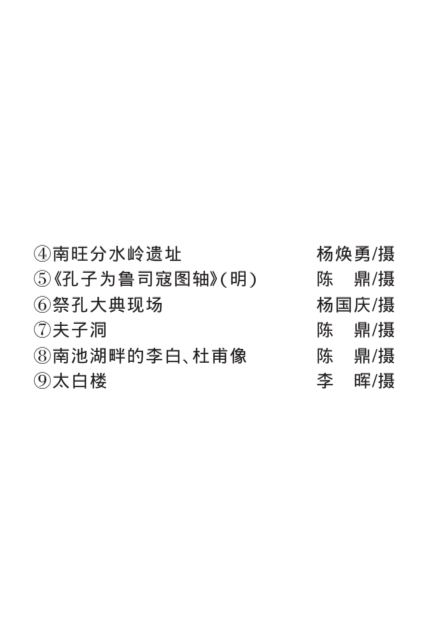 ④南旺分水岭遗址 杨焕勇/摄
⑤《孔子为鲁司寇图轴》(明) 陈 鼎/摄
⑥祭孔大典现场 杨国庆/摄
⑦夫子洞 陈 鼎/摄
⑧南池湖畔的李白、杜甫像 陈 鼎/摄
⑨太白楼 李 晖/摄